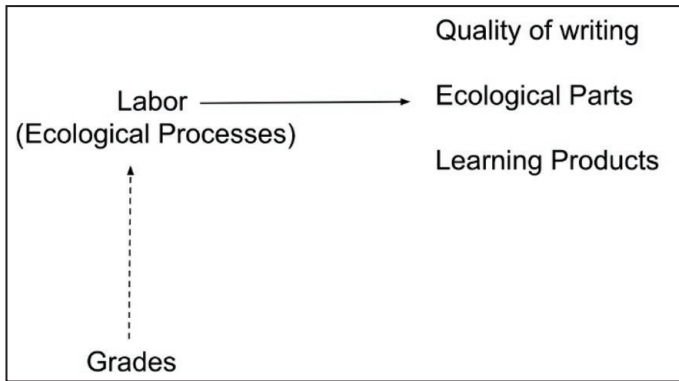 Quality of writing
Labor
(Ecological Processes)
Ecological Parts
Learning Products
Grades